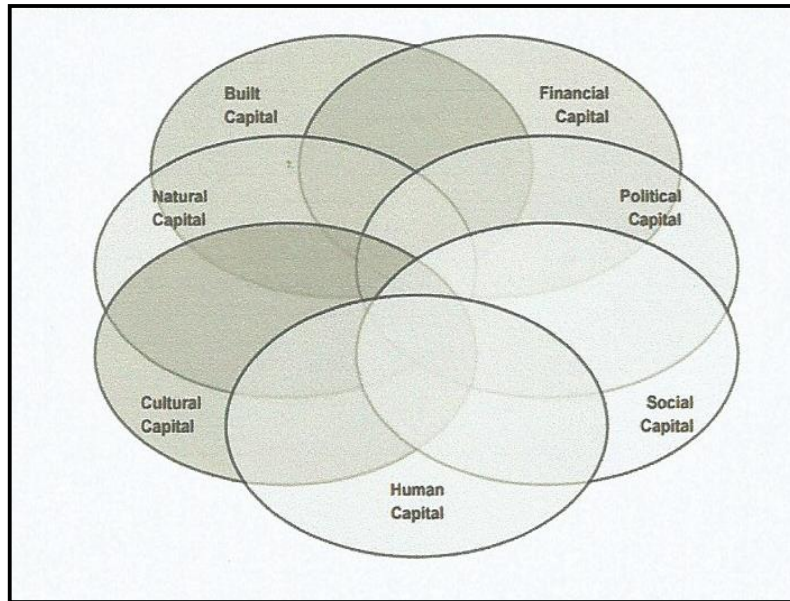 Built
Capital
Financial
Capital
Natural
Capital
Political
Capital
Cultural
Capital
Social
Capital
Human
Capital